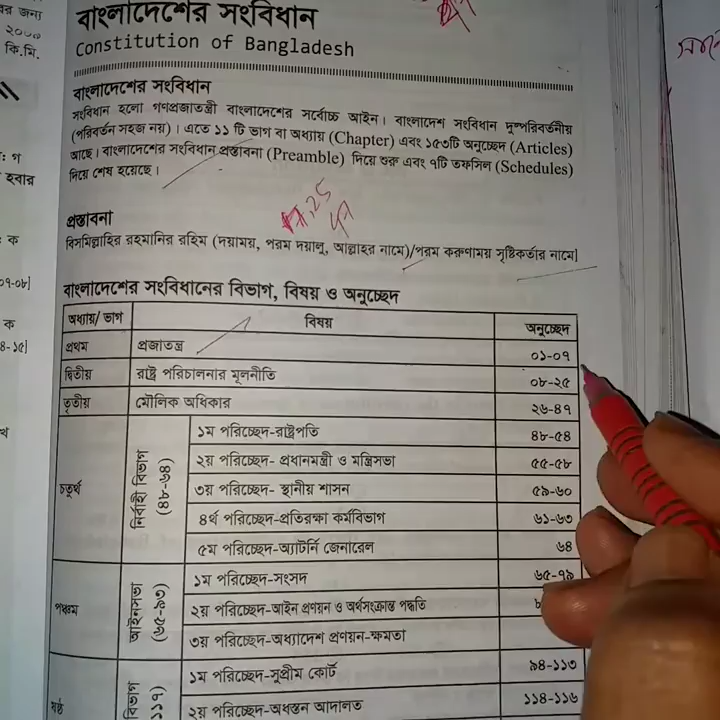 বাংলাদেশের সংবিধান
Constitution of Bangladesh
বাংলাদেশের সংবিধান
সংবিধান হলো গণপ্রজাতন্ত্রী বাংলাদেশের সর্বোচ্চ আইন। বাংলাদেশ সংবিধান দুষ্পরিবর্তনীয়
(পরিবর্তন সহজ নয়)। এতে ১১ টি ভাগ বা অধ্যায় (Chapter) এবং ১৫৩টি অনুচ্ছেদ (Articles)
আছে। বাংলাদেশের সংবিধান প্রস্তাবনা (Preamble) দিয়ে শুরু এবং ৭টি তফসিল (Schedules)
দিয়ে শেষ হয়েছে।
প্রস্তাবনা
বিসমিল্লাহির রহমানির রহিম (দয়াময়, পরম দয়ালু, আল্লাহর নামে)/পরম করুণাময় সৃষ্টিকর্তার নামে]
বাংলাদেশের সংবিধানের বিভাগ, বিষয় ও অনুচ্ছেদ
অধ্যায়/ ভাগ বিষয় অনুচ্ছেদ
প্রথম প্রজাতন্ত্র ০১-০৭
দ্বিতীয় রাষ্ট্র পরিচালনার মূলনীতি ০৮-২৫
তৃতীয় মৌলিক অধিকার ২৬-৪৭
চতুর্থ নির্বাহী বিভাগ (৪৮-৬৪) ১ম পরিচ্ছেদ-রাষ্ট্রপতি ৪৮-৫৪
২য় পরিচ্ছেদ- প্রধানমন্ত্রী ও মন্ত্রিসভা ৫৫-৫৮
৩য় পরিচ্ছেদ- স্থানীয় শাসন ৫৯-৬০
৪র্থ পরিচ্ছেদ-প্রতিরক্ষা কর্মবিভাগ ৬১-৬৩
৫ম পরিচ্ছেদ-অ্যাটর্নি জেনারেল ৬৪
পঞ্চম আইনসভা (৬৫-৯৩) ১ম পরিচ্ছেদ-সংসদ ৬৫-৭৯
২য় পরিচ্ছেদ-আইন প্রণয়ন ও অর্থসংক্রান্ত পদ্ধতি
৩য় পরিচ্ছেদ-অধ্যাদেশ প্রণয়ন-ক্ষমতা
ষষ্ঠ বিভাগ ১ম পরিচ্ছেদ-সুপ্রীম কোর্ট ৯৪-১১৩
২য় পরিচ্ছেদ-অধস্তন আদালত ১১৪-১১৬